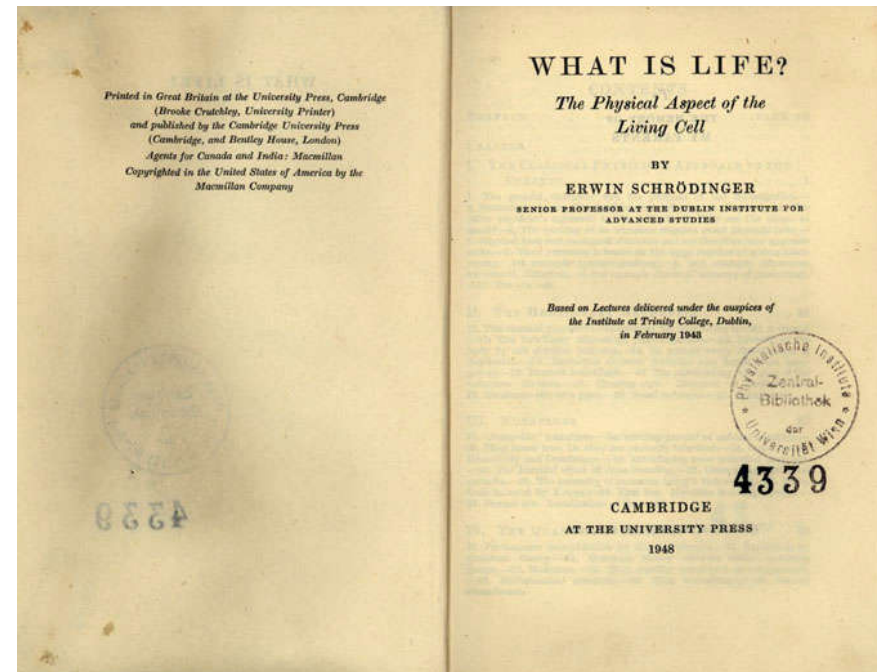 Printed in Great Britain at the University Press, Cambridge
(Brooke Crutchley, University Printer)
and published by the Cambridge University Press
(Cambridge, and Bentley House, London)
Agents for Canada and India: Macmillan
Copyrighted in the United States of America by the
Macmillan Company
4339
WHAT IS LIFE?
The Physical Aspect of the
Living Cell
BY
ERWIN SCHRÖDINGER
SENIOR PROFESSOR AT THE DUBLIN INSTITUTE FOR
ADVANCED STUDIES
Based on Lectures delivered under the auspices of
the Institute at Trinity College, Dublin,
in February 1943
Physikalische Institute
Zentral-
Bibliothek
der
Universität Wien
4339
CAMBRIDGE
AT THE UNIVERSITY PRESS
1948